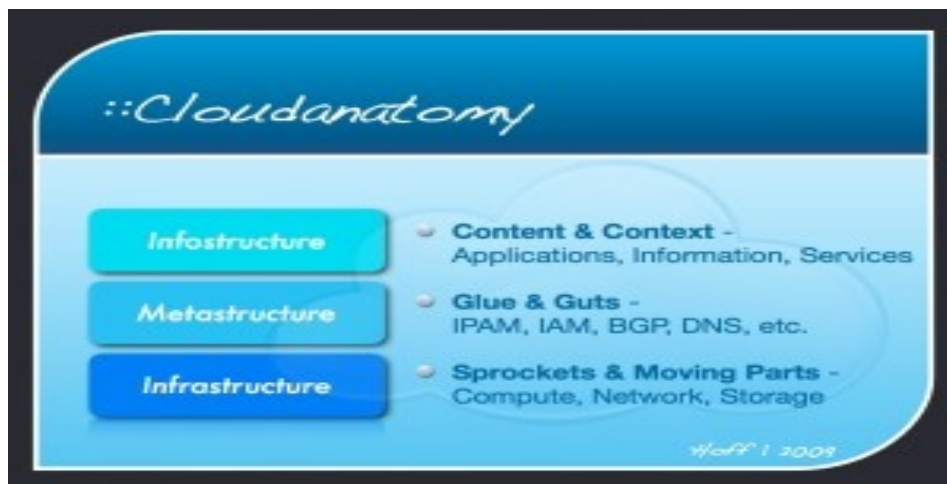 ::Cloudanatomy
Infostructure
Content & Context -
Applications, Information, Services
Metastructure
Glue & Guts -
IPAM, IAM, BGP, DNS, etc.
Infrastructure
Sprockets & Moving Parts -
Compute, Network, Storage
Hoff | 2009